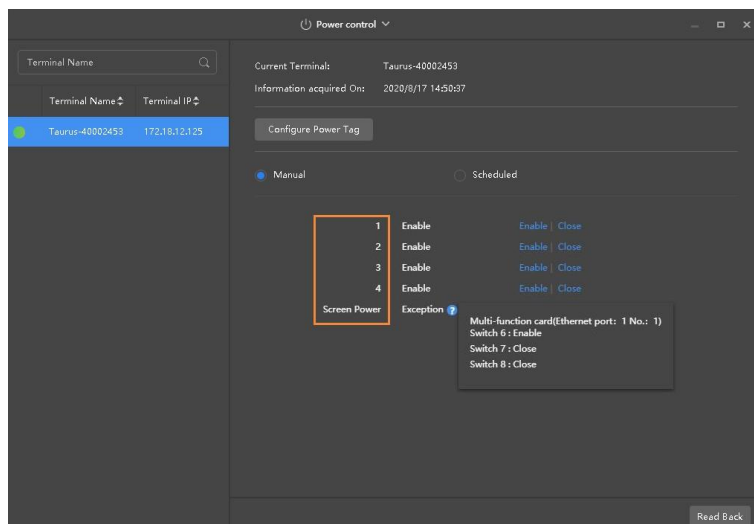 Power control
Terminal Name
Terminal Name Terminal IP
Taurus-40002453 172.18.12.125
Current Terminal: Taurus-40002453
Information acquired On: 2020/8/17 14:50:37
Configure Power Tag
Manual Scheduled
1 Enable Enable | Close
2 Enable Enable | Close
3 Enable Enable | Close
4 Enable Enable | Close
Screen Power Exception ?
Multi-function card(Ethernet port: 1 No.: 1)
Switch 6 : Enable
Switch 7 : Close
Switch 8 : Close
Read Back